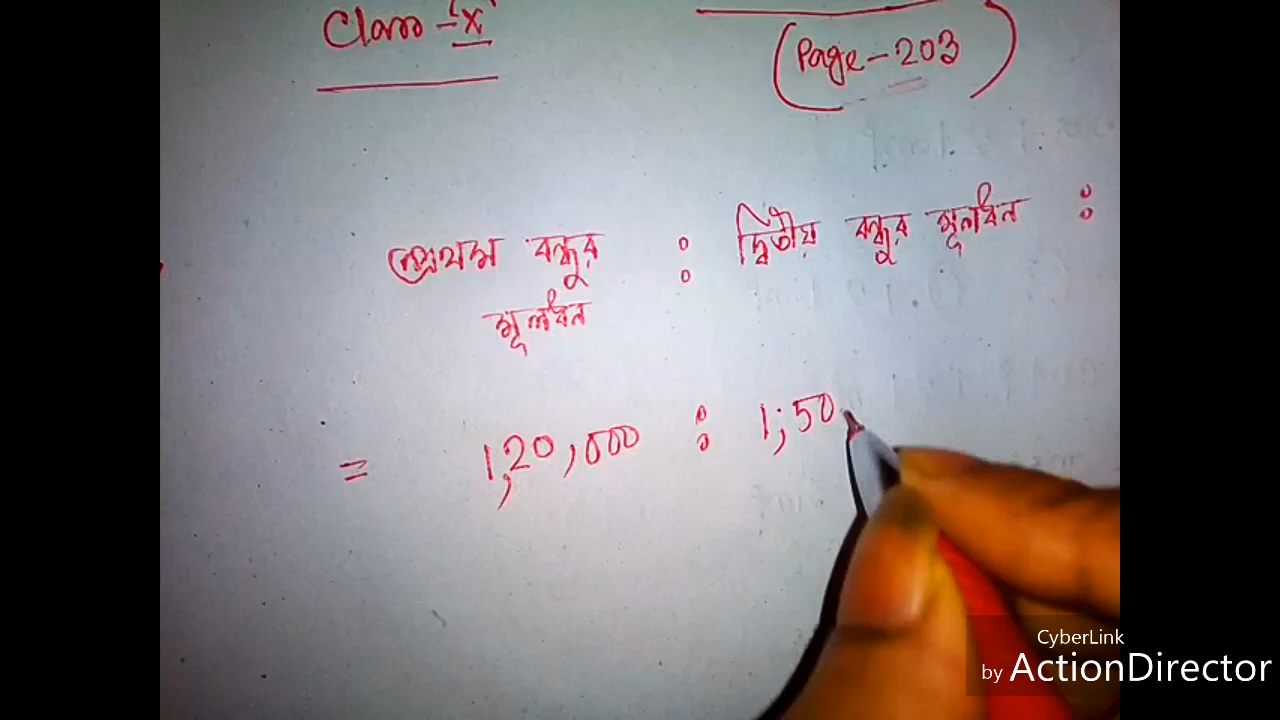 Class - 'x'
(Page - 203)
প্রথম বন্ধুর : দ্বিতীয় বন্ধুর মূলধন :
মূলধন
= 1,20,000 : 1,50
CyberLink
by ActionDirector